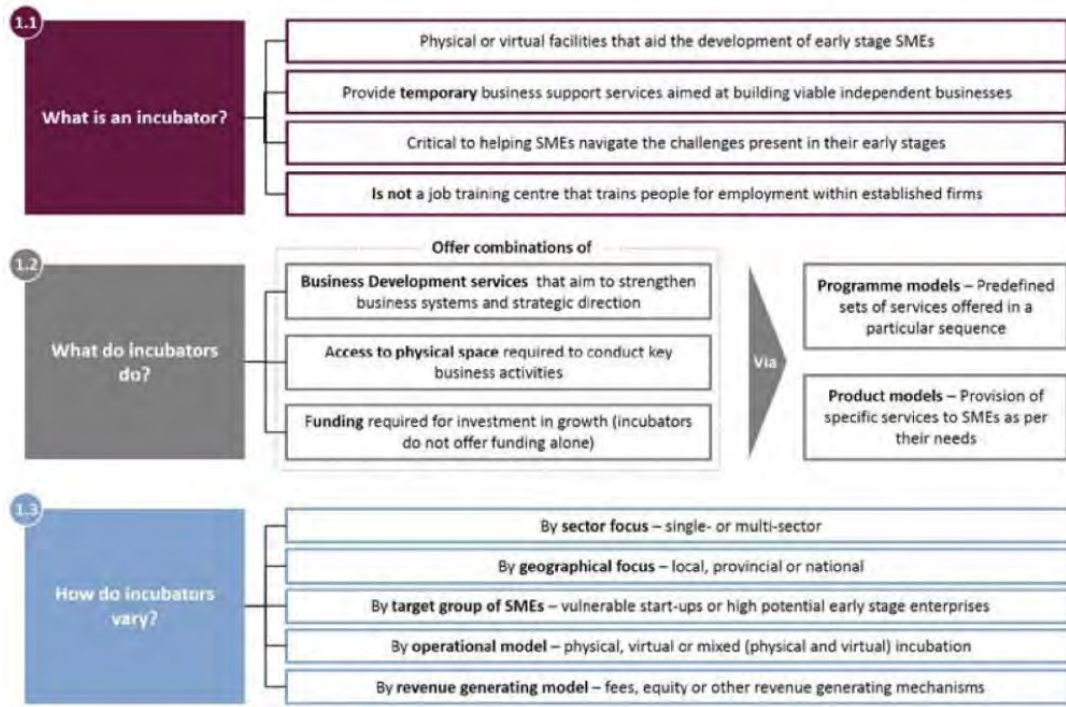 1.1
What is an incubator?
Physical or virtual facilities that aid the development of early stage SMEs
Provide temporary business support services aimed at building viable independent businesses
Critical to helping SMEs navigate the challenges present in their early stages
Is not a job training centre that trains people for employment within established firms
1.2
What do incubators
do?
Offer combinations of
Business Development services that aim to strengthen
business systems and strategic direction
Access to physical space required to conduct key
business activities
Funding required for investment in growth (incubators
do not offer funding alone)
Via
Programme models – Predefined
sets of services offered in a
particular sequence
Product models – Provision of
specific services to SMEs as per
their needs
1.3
How do incubators
vary?
By sector focus – single- or multi-sector
By geographical focus – local, provincial or national
By target group of SMEs – vulnerable start-ups or high potential early stage enterprises
By operational model – physical, virtual or mixed (physical and virtual) incubation
By revenue generating model – fees, equity or other revenue generating mechanisms